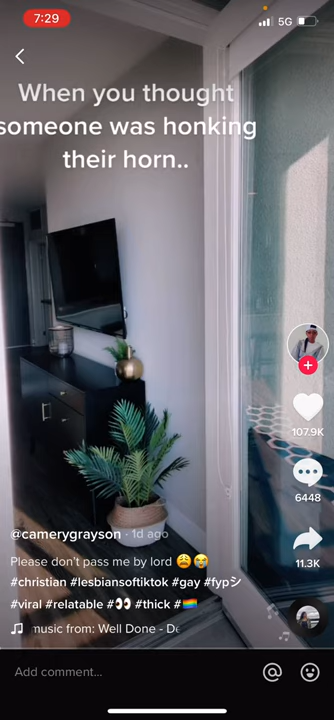 7:29
5G
When you thought
someone was honking
their horn..
107.9K
6448
11.3K
@camerygrayson · 1d ago
Please don't pass me by lord 😩😭
#christian #lesbiansoftiktok #gay #fypシ
#viral #relatable #👀 #thick #🏳️‍🌈
music from: Well Done - De
Add comment...